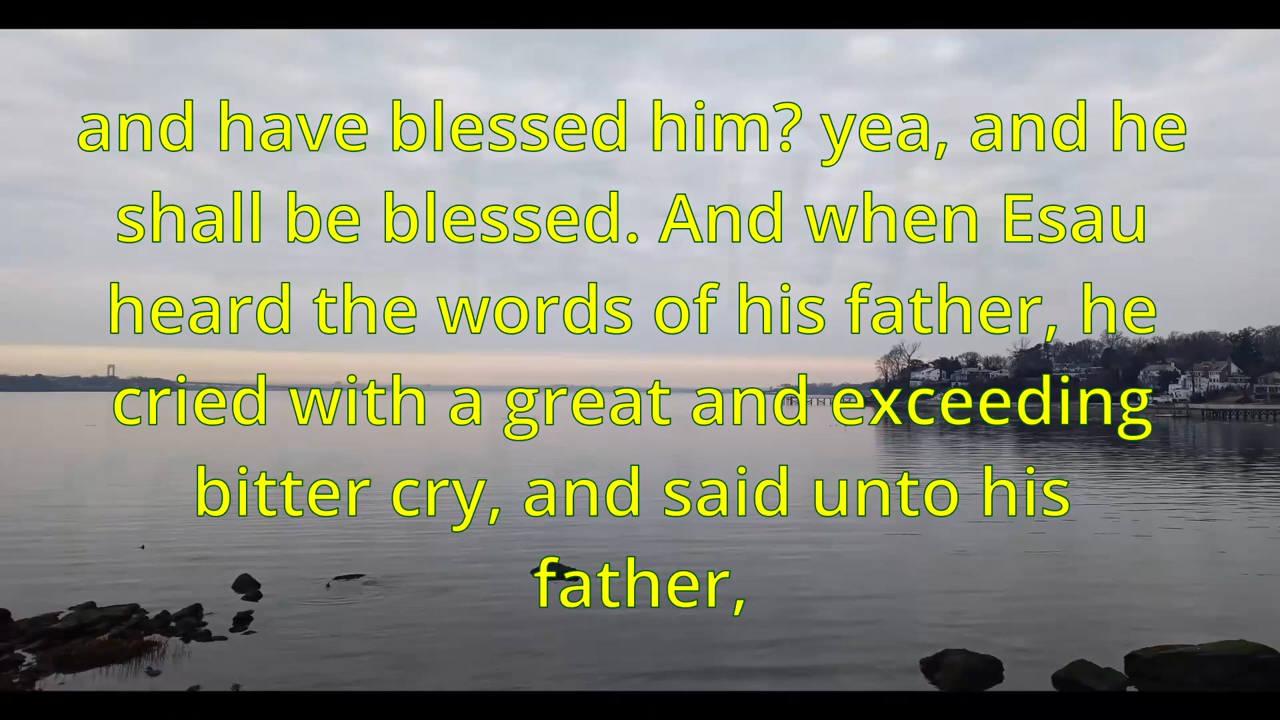 and have blessed him? yea, and he
shall be blessed. And when Esau
heard the words of his father, he
cried with a great and exceeding
bitter cry, and said unto his
father,